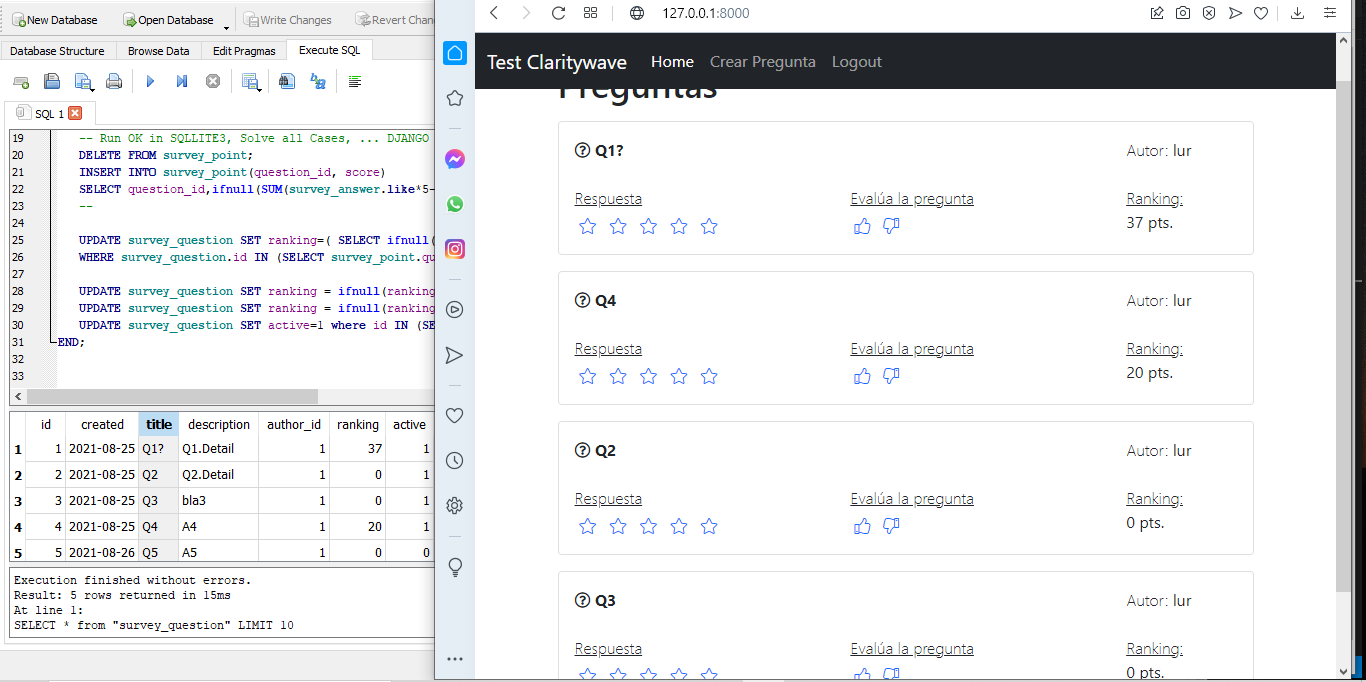 New Database Open Database Write Changes Revert Chan
Database Structure Browse Data Edit Pragmas Execute SQL
SQL 1
19 -- Run OK in SQLLITE3, Solve all Cases, ... DJANGO
20 DELETE FROM survey_point;
21 INSERT INTO survey_point(question_id, score)
22 SELECT question_id,ifnull(SUM(survey_answer.like*5-
23 --
24
25 UPDATE survey_question SET ranking=( SELECT ifnull(
26 WHERE survey_question.id IN (SELECT survey_point.qu
27
28 UPDATE survey_question SET ranking = ifnull(ranking
29 UPDATE survey_question SET ranking = ifnull(ranking
30 UPDATE survey_question SET active=1 where id IN (SE
31 END;
32
33
id created title description author_id ranking active
1 1 2021-08-25 Q1? Q1.Detail 1 37 1
2 2 2021-08-25 Q2 Q2.Detail 1 0 1
3 3 2021-08-25 Q3 bla3 1 0 1
4 4 2021-08-25 Q4 A4 1 20 1
5 5 2021-08-26 Q5 A5 1 0 0
Execution finished without errors.
Result: 5 rows returned in 15ms
At line 1:
SELECT * from "survey_question" LIMIT 10
127.0.0.1:8000
Test Claritywave Home Crear Pregunta Logout
Preguntas
Q1? Autor: lur
Respuesta Evalúa la pregunta Ranking:
37 pts.
Q4 Autor: lur
Respuesta Evalúa la pregunta Ranking:
20 pts.
Q2 Autor: lur
Respuesta Evalúa la pregunta Ranking:
0 pts.
Q3 Autor: lur
Respuesta Evalúa la pregunta Ranking:
0 pts.